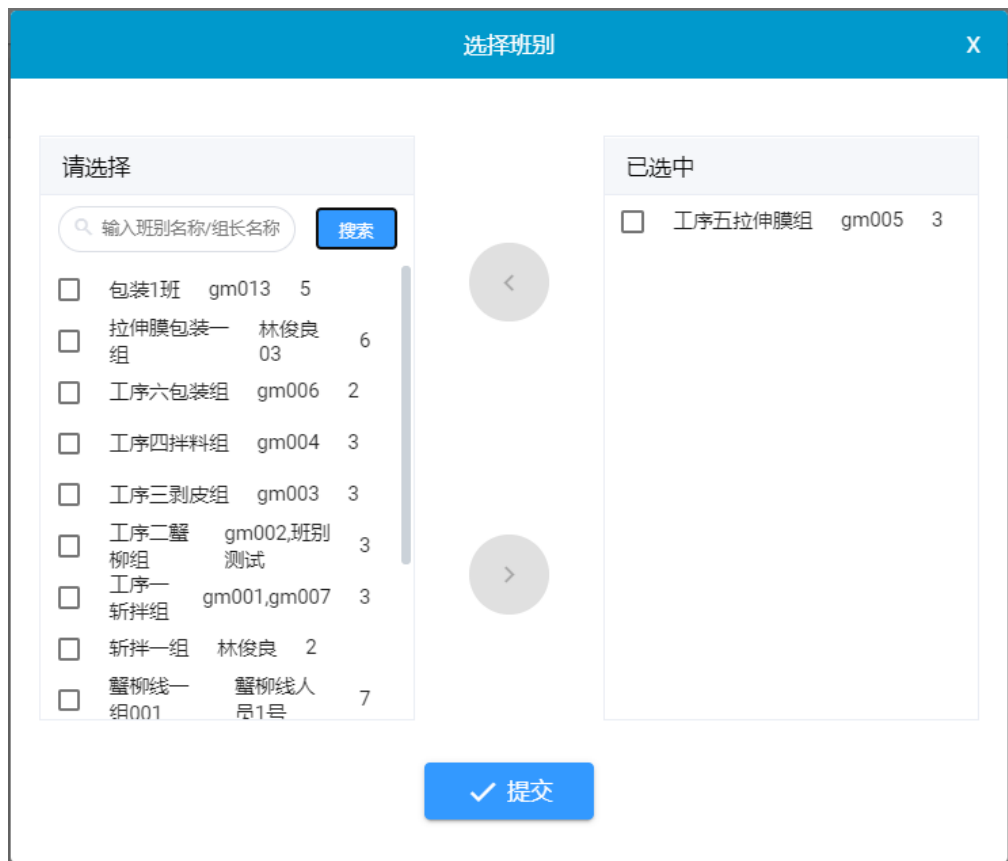 选择班别
X
请选择
输入班别名称/组长名称
搜索
包装1班 gm013 5
拉伸膜包装一组 林俊良03 6
工序六包装组 gm006 2
工序四拌料组 gm004 3
工序三剥皮组 gm003 3
工序二蟹柳组 gm002,班别测试 3
工序一斩拌组 gm001,gm007 3
斩拌一组 林俊良 2
蟹柳线一组001 蟹柳线人员1号 7
已选中
工序五拉伸膜组 gm005 3
提交